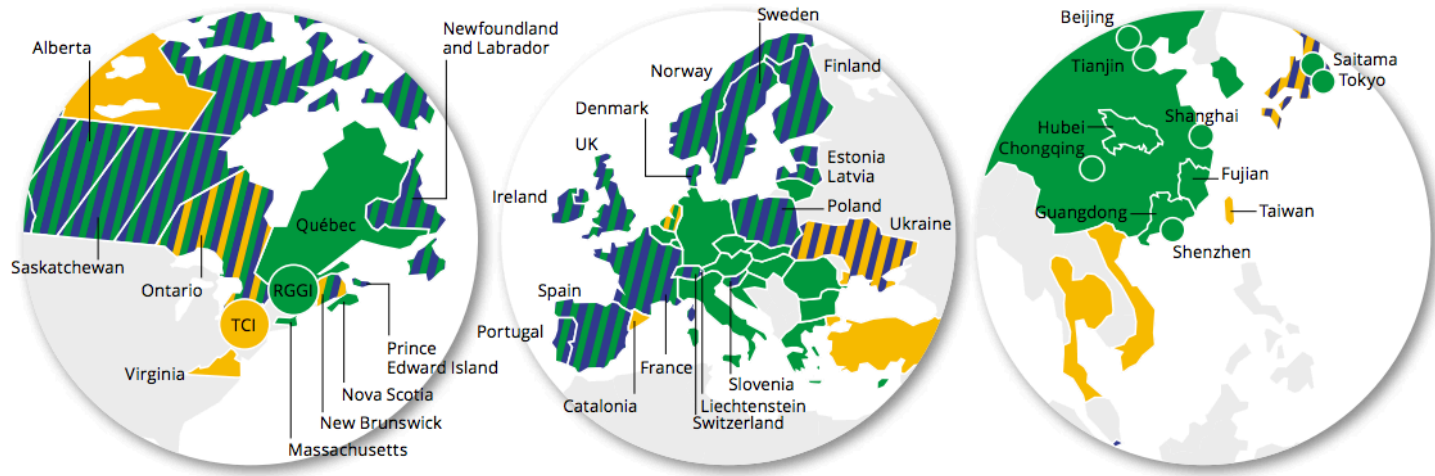 Alberta
Newfoundland
and Labrador
Saskatchewan
Ontario
Québec
RGGI
TCI
Virginia
Prince
Edward Island
Nova Scotia
New Brunswick
Massachusetts
Sweden
Norway
Finland
Denmark
UK
Estonia
Latvia
Ireland
Poland
Ukraine
Spain
Portugal
France
Slovenia
Catalonia
Liechtenstein
Switzerland
Beijing
Tianjin
Saitama
Tokyo
Shanghai
Hubei
Chongqing
Fujian
Guangdong
Taiwan
Shenzhen